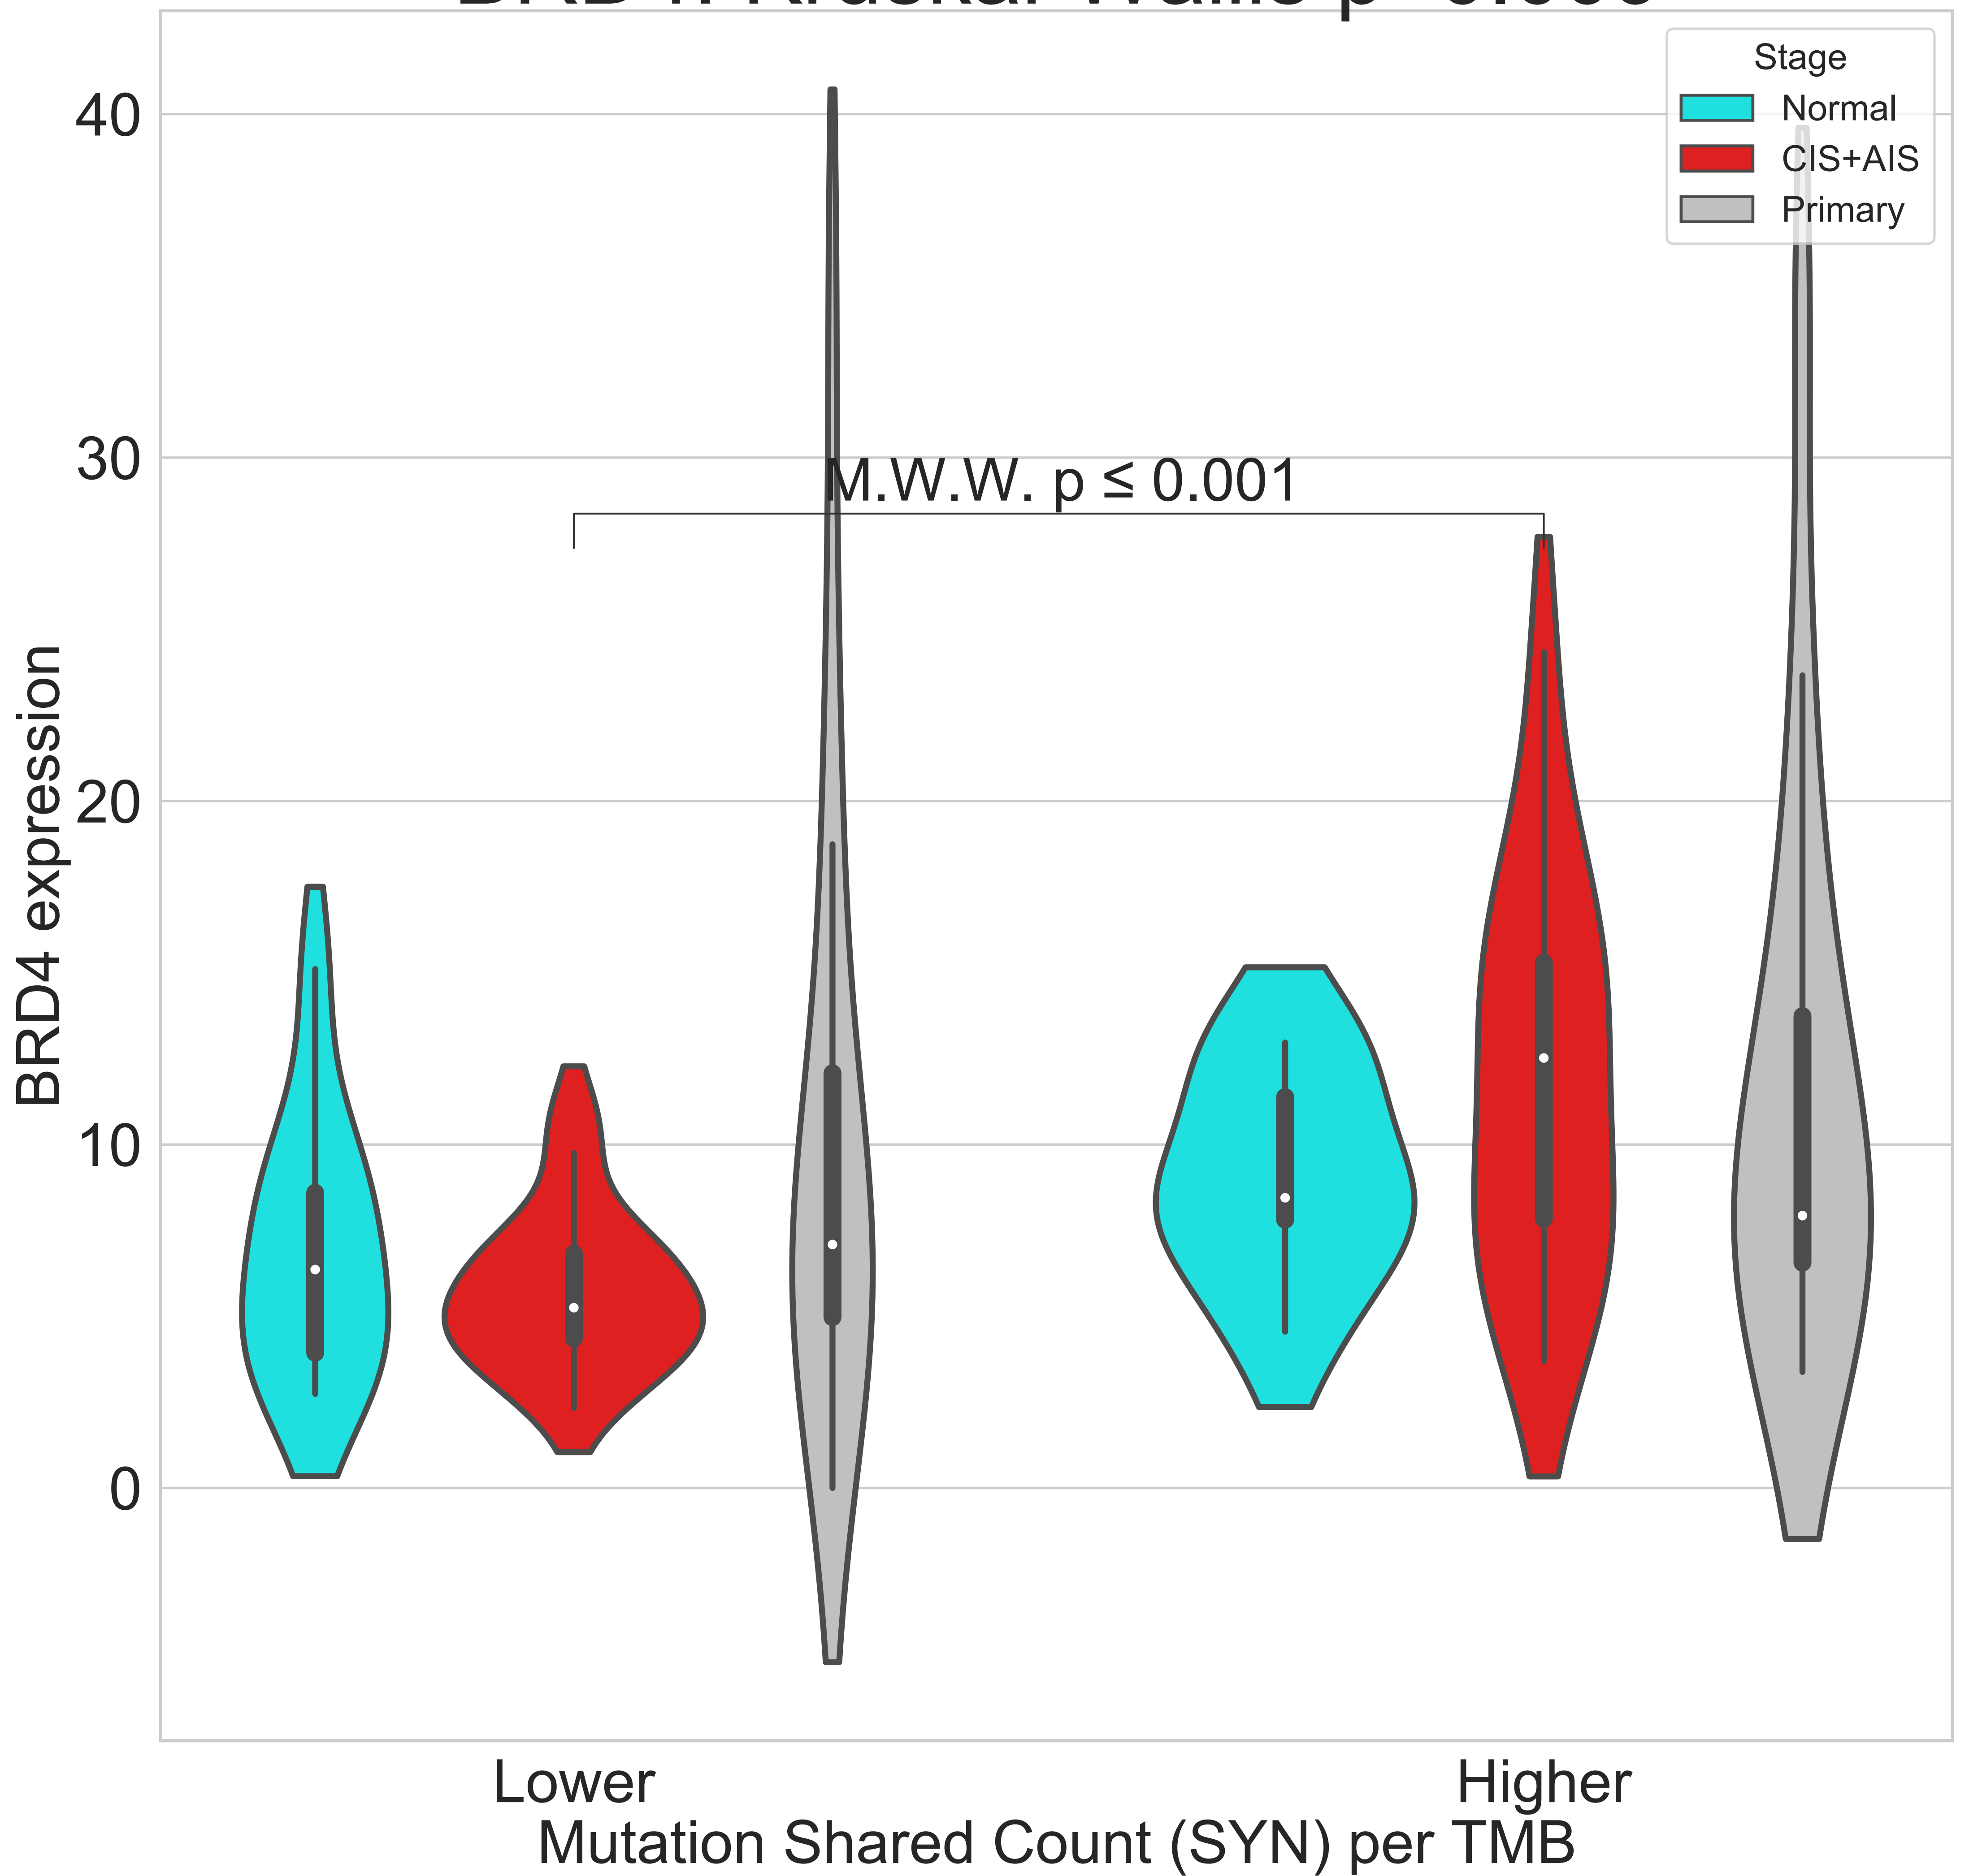 Stage
Normal
CIS+AIS
Primary
40
30
20
10
0
M.W.W. p ≤ 0.001
BRD4 expression
Lower
Higher
Mutation Shared Count (SYN) per TMB